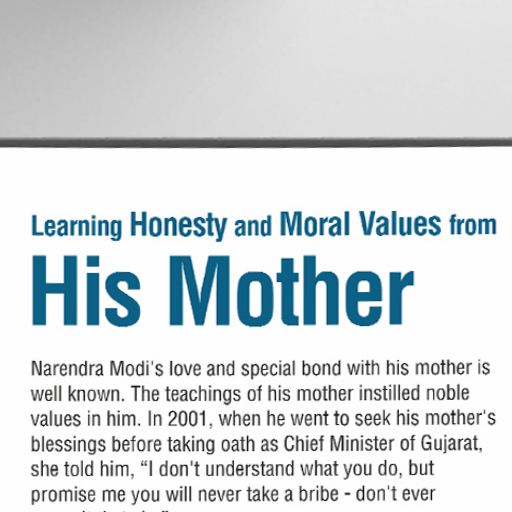 Learning Honesty and Moral Values from
His Mother
Narendra Modi's love and special bond with his mother is
well known. The teachings of his mother instilled noble
values in him. In 2001, when he went to seek his mother's
blessings before taking oath as Chief Minister of Gujarat,
she told him, “I don't understand what you do, but
promise me you will never take a bribe - don't ever